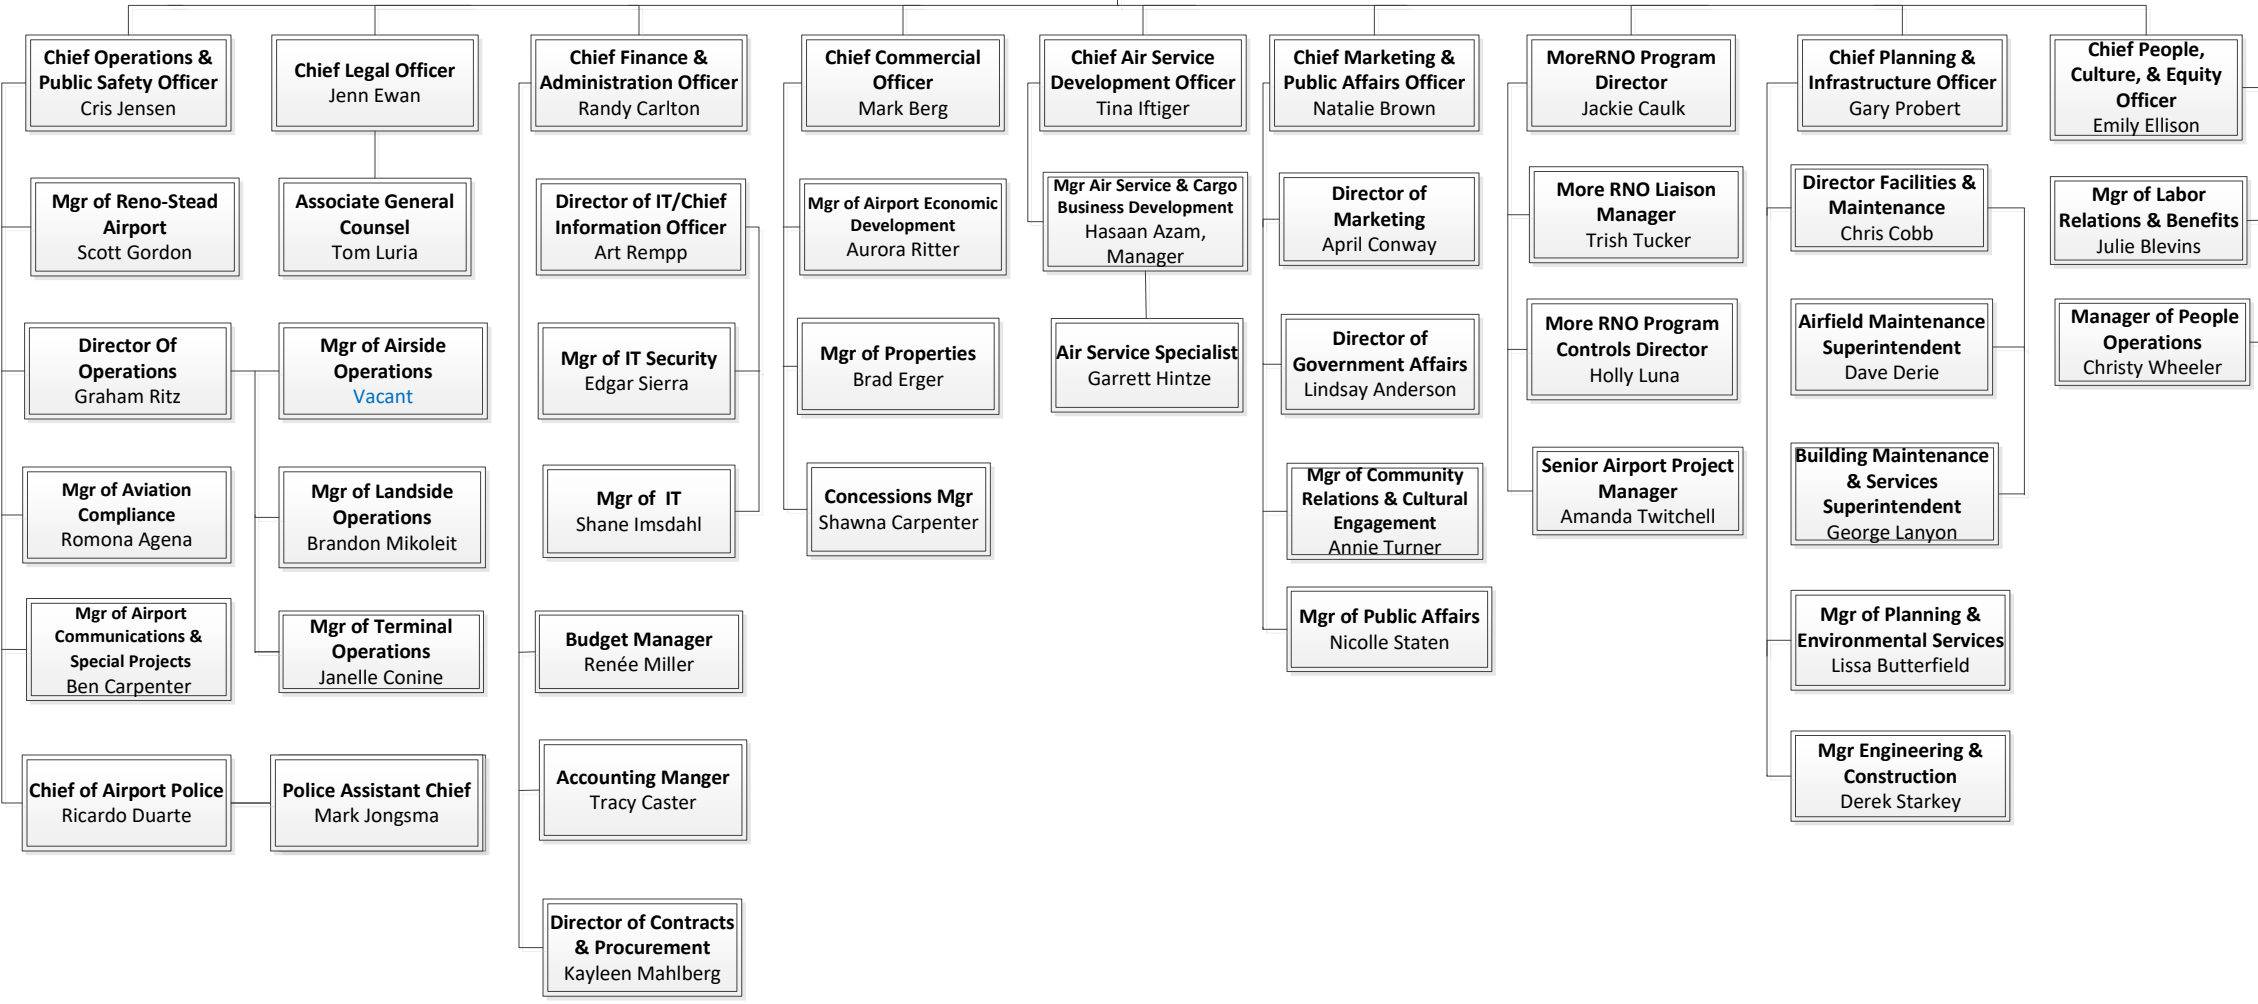 Chief Operations &
Public Safety Officer
Cris Jensen
Chief Legal Officer
Jenn Ewan
Chief Finance &
Administration Officer
Randy Carlton
Chief Commercial
Officer
Mark Berg
Chief Air Service
Development Officer
Tina Iftiger
Chief Marketing &
Public Affairs Officer
Natalie Brown
MoreRNO Program
Director
Jackie Caulk
Chief Planning &
Infrastructure Officer
Gary Probert
Chief People,
Culture, & Equity
Officer
Emily Ellison
Mgr of Reno-Stead
Airport
Scott Gordon
Associate General
Counsel
Tom Luria
Director of IT/Chief
Information Officer
Art Rempp
Mgr of Airport Economic
Development
Aurora Ritter
Mgr Air Service & Cargo
Business Development
Hasaan Azam,
Manager
Director of
Marketing
April Conway
More RNO Liaison
Manager
Trish Tucker
Director Facilities &
Maintenance
Chris Cobb
Mgr of Labor
Relations & Benefits
Julie Blevins
Director Of
Operations
Graham Ritz
Mgr of Airside
Operations
Vacant
Mgr of IT Security
Edgar Sierra
Mgr of Properties
Brad Erger
Air Service Specialist
Garrett Hintze
Director of
Government Affairs
Lindsay Anderson
More RNO Program
Controls Director
Holly Luna
Airfield Maintenance
Superintendent
Dave Derie
Manager of People
Operations
Christy Wheeler
Mgr of Aviation
Compliance
Romona Agena
Mgr of Landside
Operations
Brandon Mikoleit
Mgr of IT
Shane Imsdahl
Concessions Mgr
Shawna Carpenter
Mgr of Community
Relations & Cultural
Engagement
Annie Turner
Senior Airport Project
Manager
Amanda Twitchell
Building Maintenance
& Services
Superintendent
George Lanyon
Mgr of Airport
Communications &
Special Projects
Ben Carpenter
Mgr of Terminal
Operations
Janelle Conine
Budget Manager
Renée Miller
Mgr of Public Affairs
Nicolle Staten
Mgr of Planning &
Environmental Services
Lissa Butterfield
Chief of Airport Police
Ricardo Duarte
Police Assistant Chief
Mark Jongsma
Accounting Manger
Tracy Caster
Mgr Engineering &
Construction
Derek Starkey
Director of Contracts
& Procurement
Kayleen Mahlberg